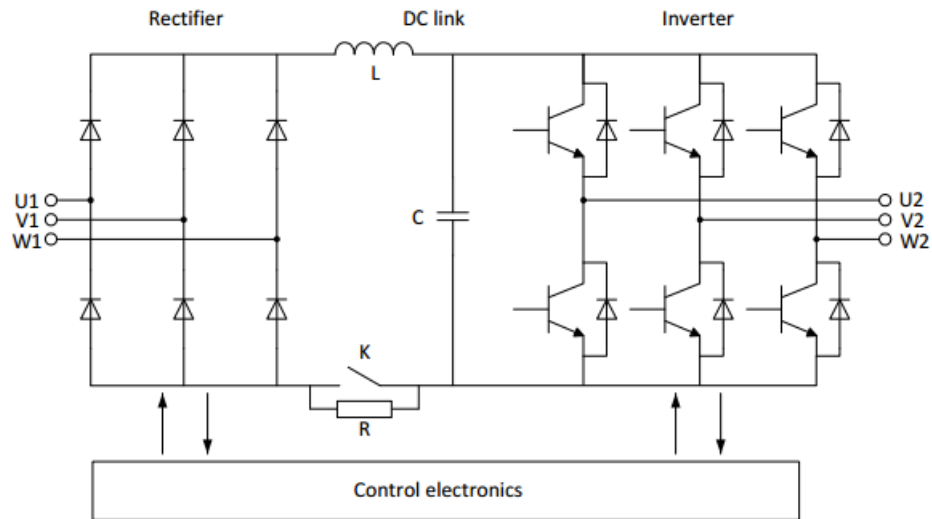 Rectifier DC link Inverter
L
U1 U2
V1 C V2
W1 W2
K
R
Control electronics